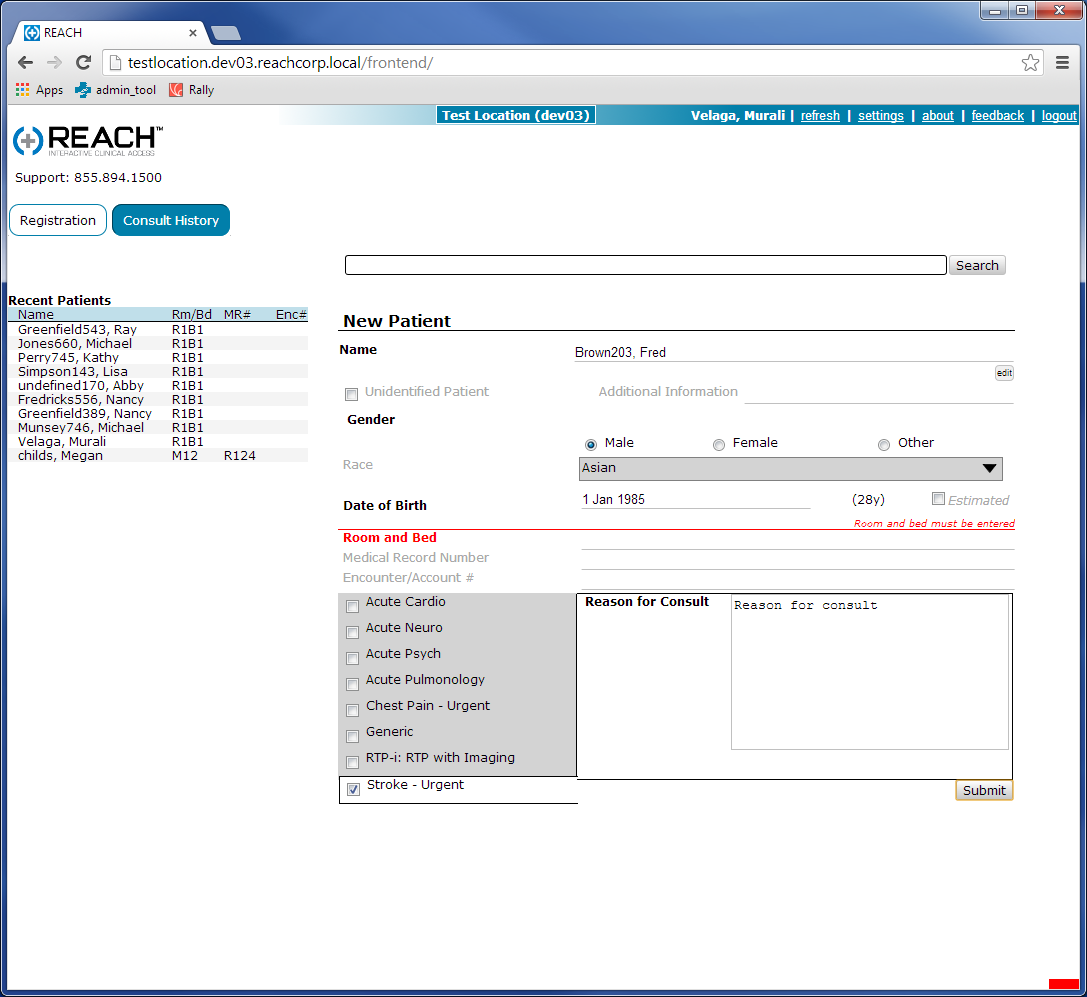 REACH
testlocation.dev03.reachcorp.local/frontend/
Apps admin_tool Rally
Test Location (dev03) Velaga, Murali | refresh | settings | about | feedback | logout
REACH™
INTERACTIVE CLINICAL ACCESS
Support: 855.894.1500
Registration Consult History
Search
Recent Patients
Name Rm/Bd MR# Enc#
Greenfield543, Ray R1B1
Jones660, Michael R1B1
Perry745, Kathy R1B1
Simpson143, Lisa R1B1
undefined170, Abby R1B1
Fredricks556, Nancy R1B1
Greenfield389, Nancy R1B1
Munsey746, Michael R1B1
Velaga, Murali R1B1
childs, Megan M12 R124
New Patient
Name Brown203, Fred
edit
Unidentified Patient Additional Information
Gender
Male Female Other
Race Asian
Date of Birth 1 Jan 1985 (28y) Estimated
Room and bed must be entered
Room and Bed
Medical Record Number
Encounter/Account #
Acute Cardio
Acute Neuro
Acute Psych
Acute Pulmonology
Chest Pain - Urgent
Generic
RTP-i: RTP with Imaging
Stroke - Urgent
Reason for Consult Reason for consult
Submit